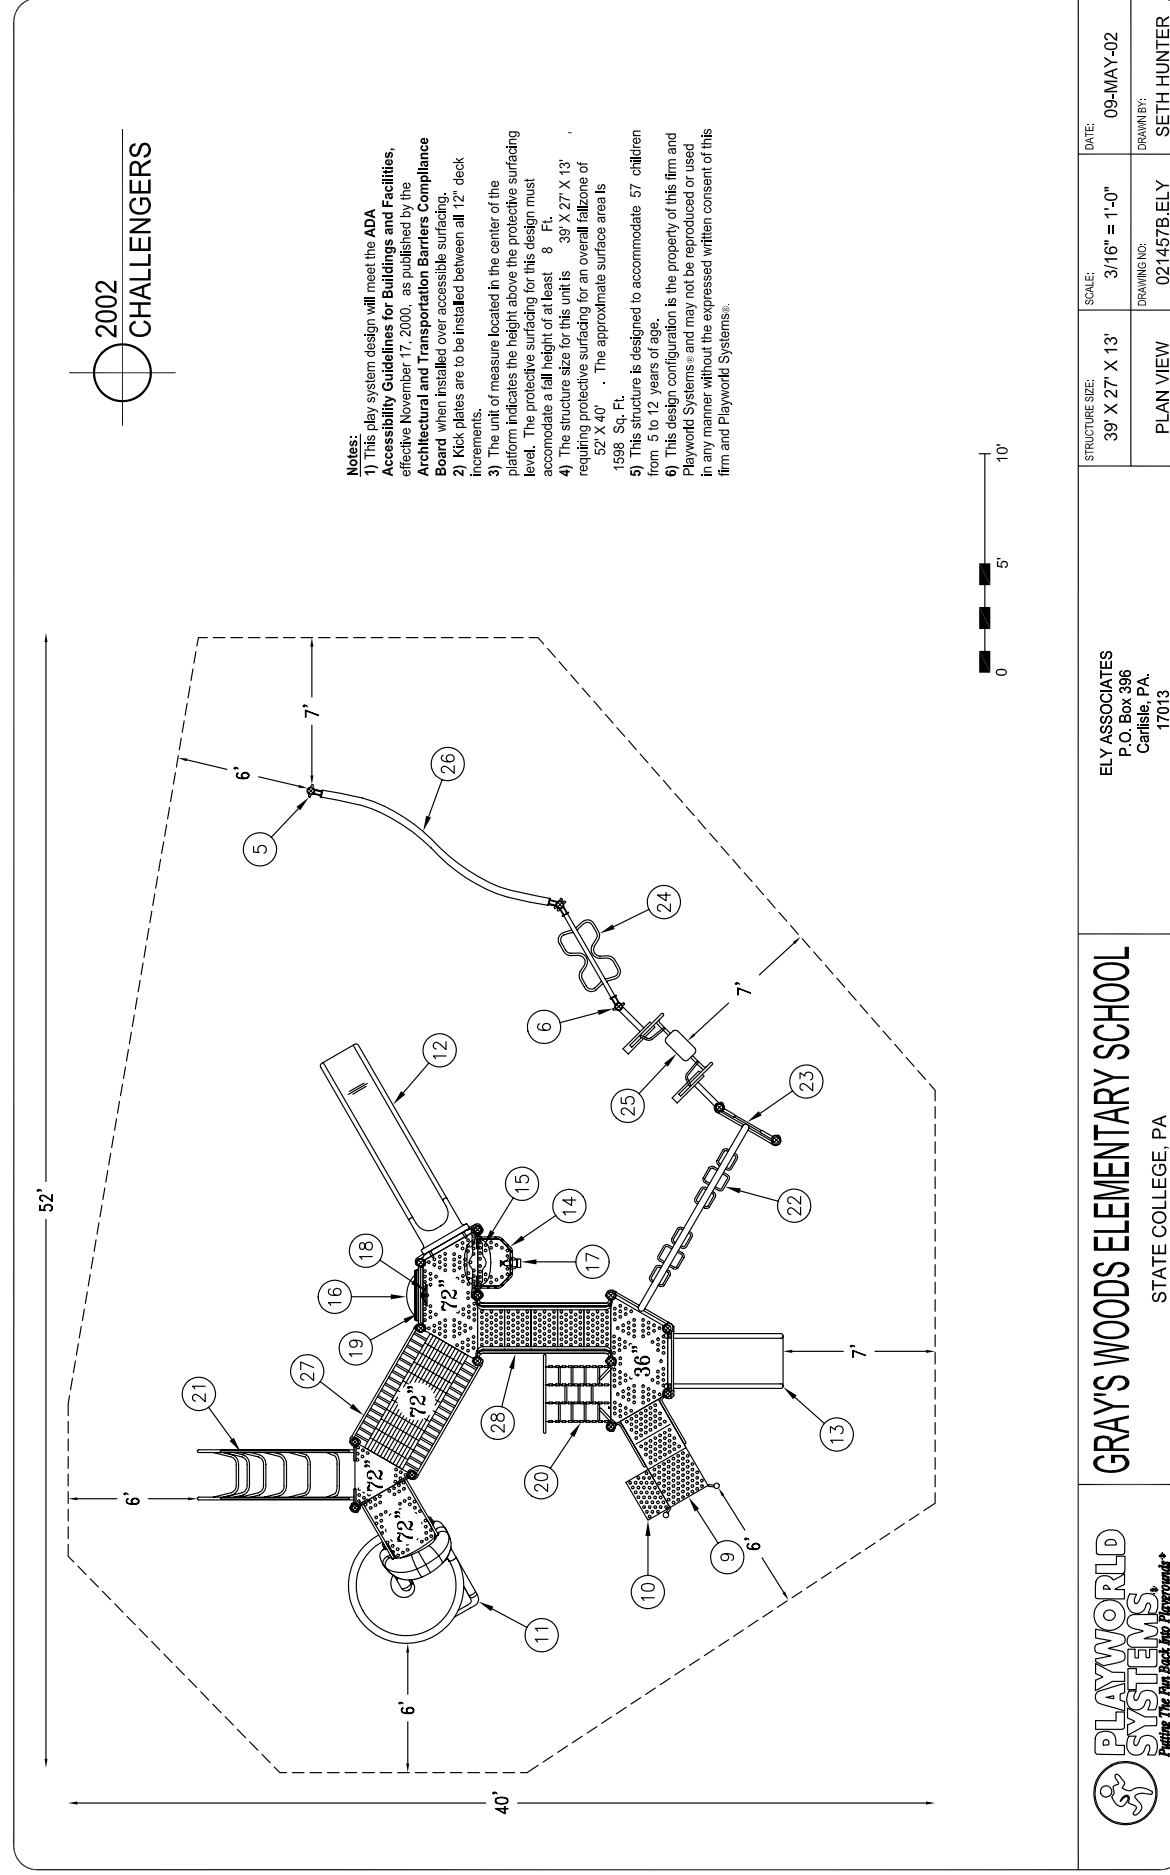 2002
CHALLENGERS
Notes:
1) This play system design will meet the ADA
Accessibility Guidelines for Buildings and Facilities,
effective November 17, 2000, as published by the
Architectural and Transportation Barriers Compliance
Board when installed over accessible surfacing.
2) Kick plates are to be installed between all 12" deck
increments.
3) The unit of measure located in the center of the
platform indicates the height above the protective surfacing
level. The protective surfacing for this design must
accomodate a fall height of at least 8 Ft.
4) The structure size for this unit is 39' X 27' X 13' ,
requiring protective surfacing for an overall fallzone of
52' X 40' . The approximate surface area is
1598 Sq. Ft.
5) This structure is designed to accommodate 57 children
from 5 to 12 years of age.
6) This design configuration is the property of this firm and
Playworld Systems® and may not be reproduced or used
in any manner without the expressed written consent of this
firm and Playworld Systems®.
52'
40'
6'
6'
6'
7'
7'
7'
6'
21
27
19
16
18
12
5
26
15
14
17
6
24
25
23
22
28
20
13
10
9
11
72"
72"
72"
72"
36"
0
5'
10'
PLAYWORLD
SYSTEMS®
Putting The Fun Back Into Playgrounds®
GRAY'S WOODS ELEMENTARY SCHOOL
STATE COLLEGE, PA
ELY ASSOCIATES
P.O. Box 396
Carlisle, PA.
17013
STRUCTURE SIZE:
39' X 27' X 13'
PLAN VIEW
SCALE:
3/16" = 1'-0"
DRAWING NO:
021457B.ELY
DATE:
09-MAY-02
DRAWN BY:
SETH HUNTER